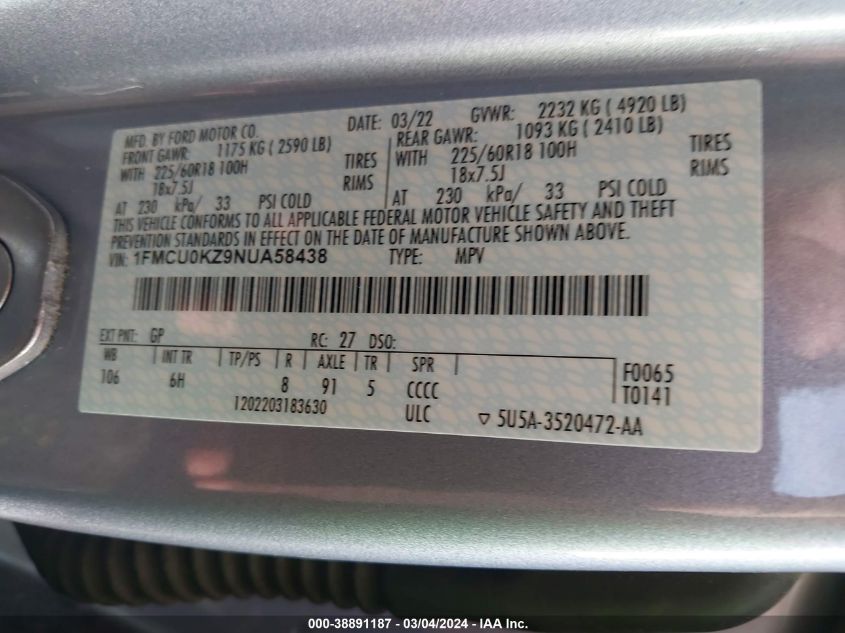 MFD. BY FORD MOTOR CO. DATE: 03/22 GVWR: 2232 KG ( 4920 LB)
FRONT GAWR: 1175 KG ( 2590 LB) REAR GAWR: 1093 KG ( 2410 LB)
WITH 225/60R18 100H TIRES WITH 225/60R18 100H TIRES
18x7.5J RIMS 18x7.5J RIMS
AT 230 kPa/ 33 PSI COLD AT 230 kPa/ 33 PSI COLD
THIS VEHICLE CONFORMS TO ALL APPLICABLE FEDERAL MOTOR VEHICLE SAFETY AND THEFT
PREVENTION STANDARDS IN EFFECT ON THE DATE OF MANUFACTURE SHOWN ABOVE.
VIN: 1FMCU0KZ9NUA58438 TYPE: MPV
EXT PNT: GP RC: 27 DSO:
WB INT TR TP/PS R AXLE TR SPR F0065
106 6H 8 91 5 CCCC T0141
1202203183630 ULC ▽ 5U5A-3520472-AA
000-38891187 - 03/04/2024 - IAA Inc.